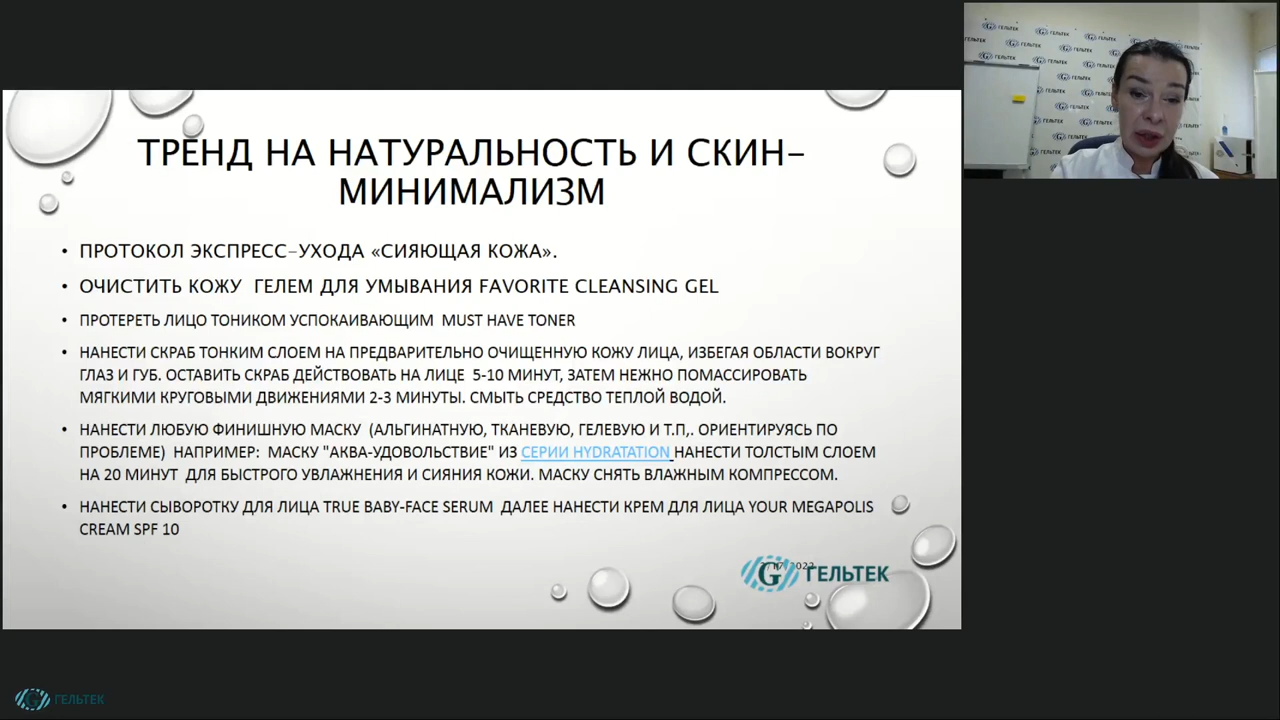 ТРЕНД НА НАТУРАЛЬНОСТЬ И СКИН-
МИНИМАЛИЗМ
• ПРОТОКОЛ ЭКСПРЕСС-УХОДА «СИЯЮЩАЯ КОЖА».
• ОЧИСТИТЬ КОЖУ ГЕЛЕМ ДЛЯ УМЫВАНИЯ FAVORITE CLEANSING GEL
• ПРОТЕРЕТЬ ЛИЦО ТОНИКОМ УСПОКАИВАЮЩИМ MUST HAVE TONER
• НАНЕСТИ СКРАБ ТОНКИМ СЛОЕМ НА ПРЕДВАРИТЕЛЬНО ОЧИЩЕННУЮ КОЖУ ЛИЦА, ИЗБЕГАЯ ОБЛАСТИ ВОКРУГ
ГЛАЗ И ГУБ. ОСТАВИТЬ СКРАБ ДЕЙСТВОВАТЬ НА ЛИЦЕ 5-10 МИНУТ, ЗАТЕМ НЕЖНО ПОМАССИРОВАТЬ
МЯГКИМИ КРУГОВЫМИ ДВИЖЕНИЯМИ 2-3 МИНУТЫ. СМЫТЬ СРЕДСТВО ТЕПЛОЙ ВОДОЙ.
• НАНЕСТИ ЛЮБУЮ ФИНИШНУЮ МАСКУ (АЛЬГИНАТНУЮ, ТКАНЕВУЮ, ГЕЛЕВУЮ И Т.П,. ОРИЕНТИРУЯСЬ ПО
ПРОБЛЕМЕ) НАПРИМЕР: МАСКУ "АКВА-УДОВОЛЬСТВИЕ" ИЗ СЕРИИ HYDRATATION НАНЕСТИ ТОЛСТЫМ СЛОЕМ
НА 20 МИНУТ ДЛЯ БЫСТРОГО УВЛАЖНЕНИЯ И СИЯНИЯ КОЖИ. МАСКУ СНЯТЬ ВЛАЖНЫМ КОМПРЕССОМ.
• НАНЕСТИ СЫВОРОТКУ ДЛЯ ЛИЦА TRUE BABY-FACE SERUM ДАЛЕЕ НАНЕСТИ КРЕМ ДЛЯ ЛИЦА YOUR MEGAPOLIS
CREAM SPF 10
G ГЕЛЬТЕК
G ГЕЛЬТЕК
ГЕЛЬТЕК